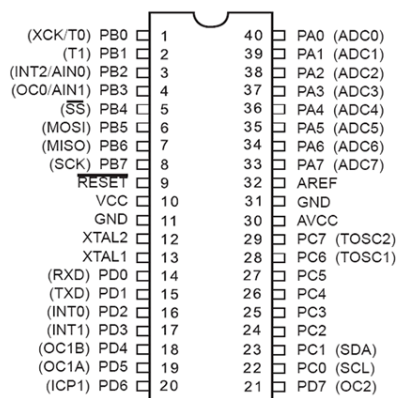 (XCK/T0) PB0 1 40 PA0 (ADC0)
(T1) PB1 2 39 PA1 (ADC1)
(INT2/AIN0) PB2 3 38 PA2 (ADC2)
(OC0/AIN1) PB3 4 37 PA3 (ADC3)
(SS) PB4 5 36 PA4 (ADC4)
(MOSI) PB5 6 35 PA5 (ADC5)
(MISO) PB6 7 34 PA6 (ADC6)
(SCK) PB7 8 33 PA7 (ADC7)
RESET 9 32 AREF
VCC 10 31 GND
GND 11 30 AVCC
XTAL2 12 29 PC7 (TOSC2)
XTAL1 13 28 PC6 (TOSC1)
(RXD) PD0 14 27 PC5
(TXD) PD1 15 26 PC4
(INT0) PD2 16 25 PC3
(INT1) PD3 17 24 PC2
(OC1B) PD4 18 23 PC1 (SDA)
(OC1A) PD5 19 22 PC0 (SCL)
(ICP1) PD6 20 21 PD7 (OC2)